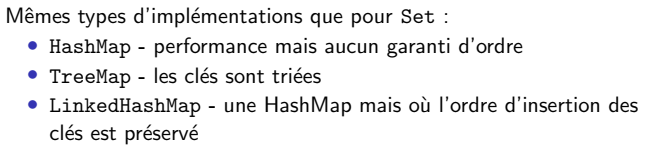 Mêmes types d'implémentations que pour Set :
• HashMap - performance mais aucun garanti d'ordre
• TreeMap - les clés sont triées
• LinkedHashMap - une HashMap mais où l'ordre d'insertion des
clés est préservé